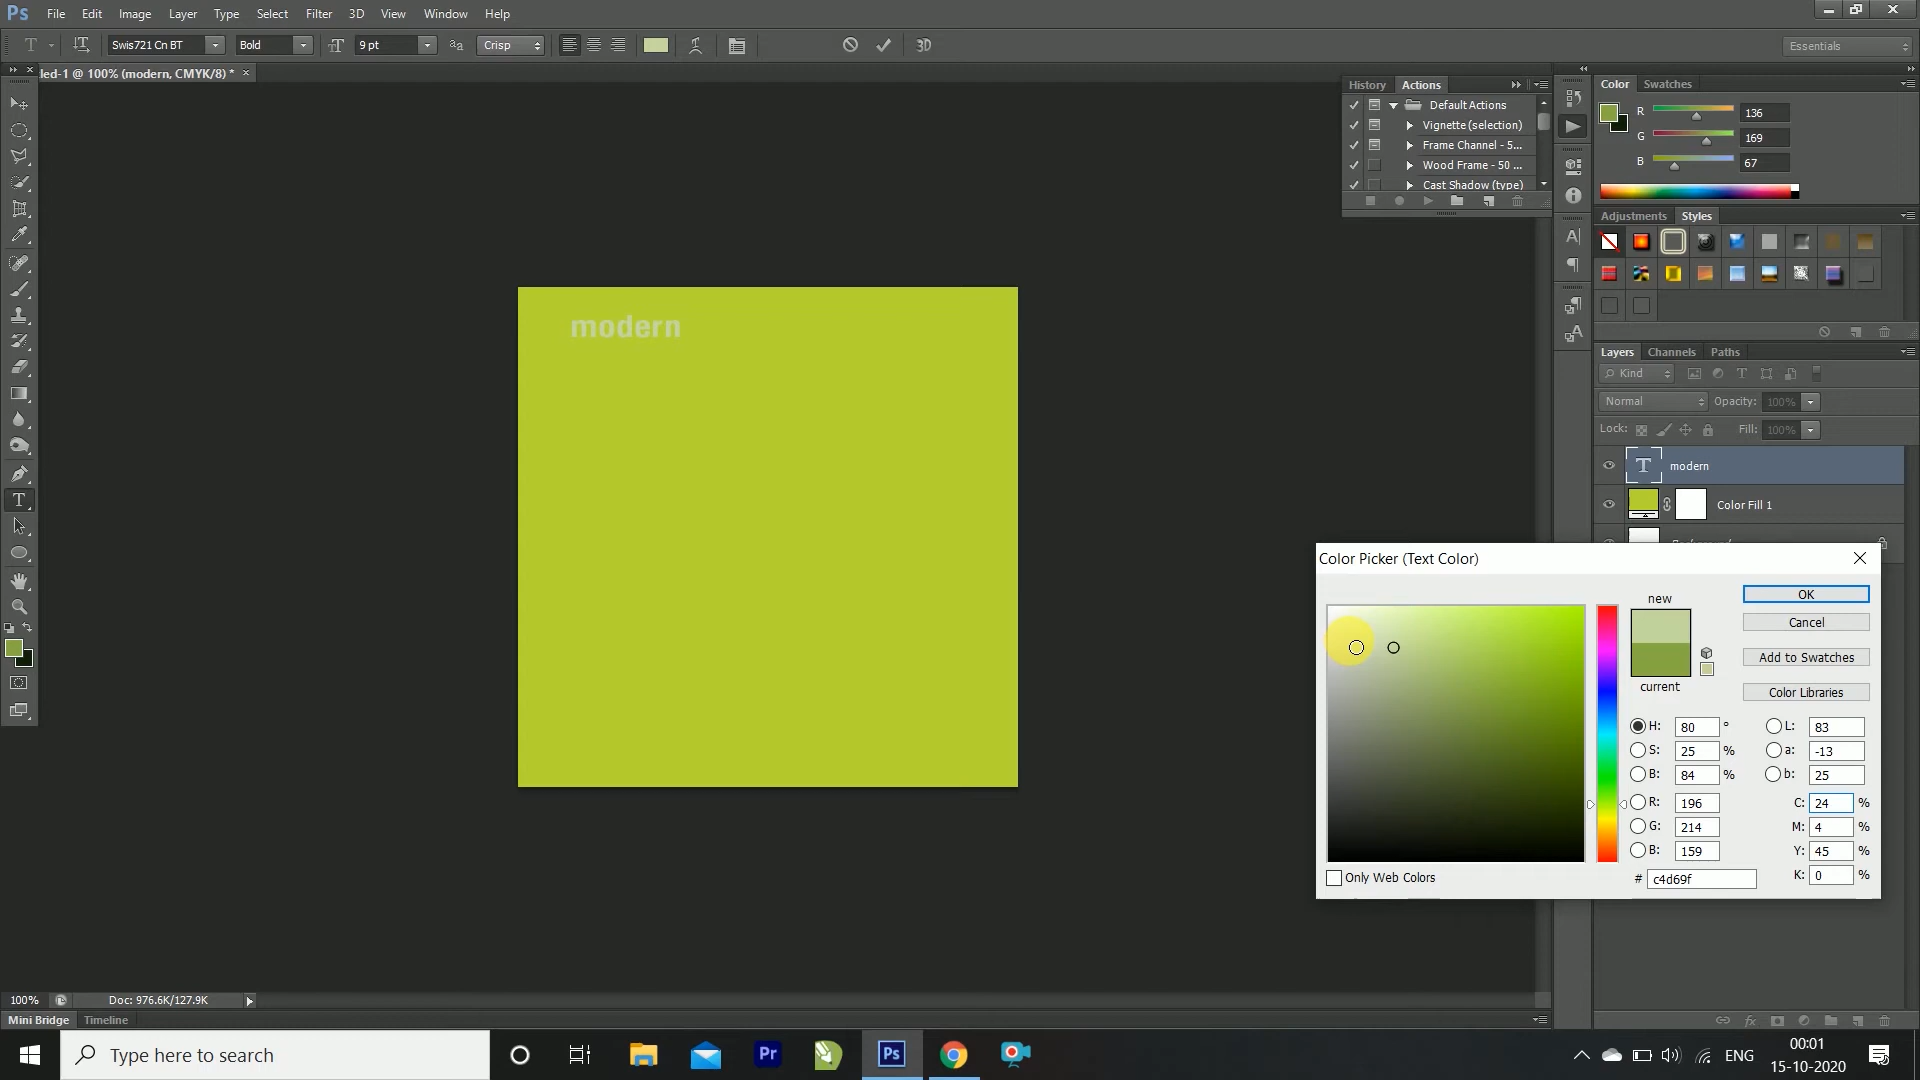 Ps File Edit Image Layer Type Select Filter 3D View Window Help
T Swis721 Cn BT Bold 9 pt Crisp 3D Essentials
led-1 @ 100% (modern, CMYK/8) * ×
History Actions
Default Actions
Vignette (selection)
Frame Channel - 5...
Wood Frame - 50 ...
Cast Shadow (type)
Color Swatches
R 136
G 169
B 67
Adjustments Styles
Layers Channels Paths
Kind
Normal Opacity: 100%
Lock: Fill: 100%
T modern
Color Fill 1
modern
Color Picker (Text Color)
new
current
OK
Cancel
Add to Swatches
Color Libraries
H: 80 ° L: 83
S: 25 % a: -13
B: 84 % b: 25
R: 196 C: 24 %
G: 214 M: 4 %
B: 159 Y: 45 %
# c4d69f K: 0 %
Only Web Colors
100% Doc: 976.6K/127.9K
Mini Bridge Timeline
Type here to search
Pr Ps
ENG
00:01
15-10-2020